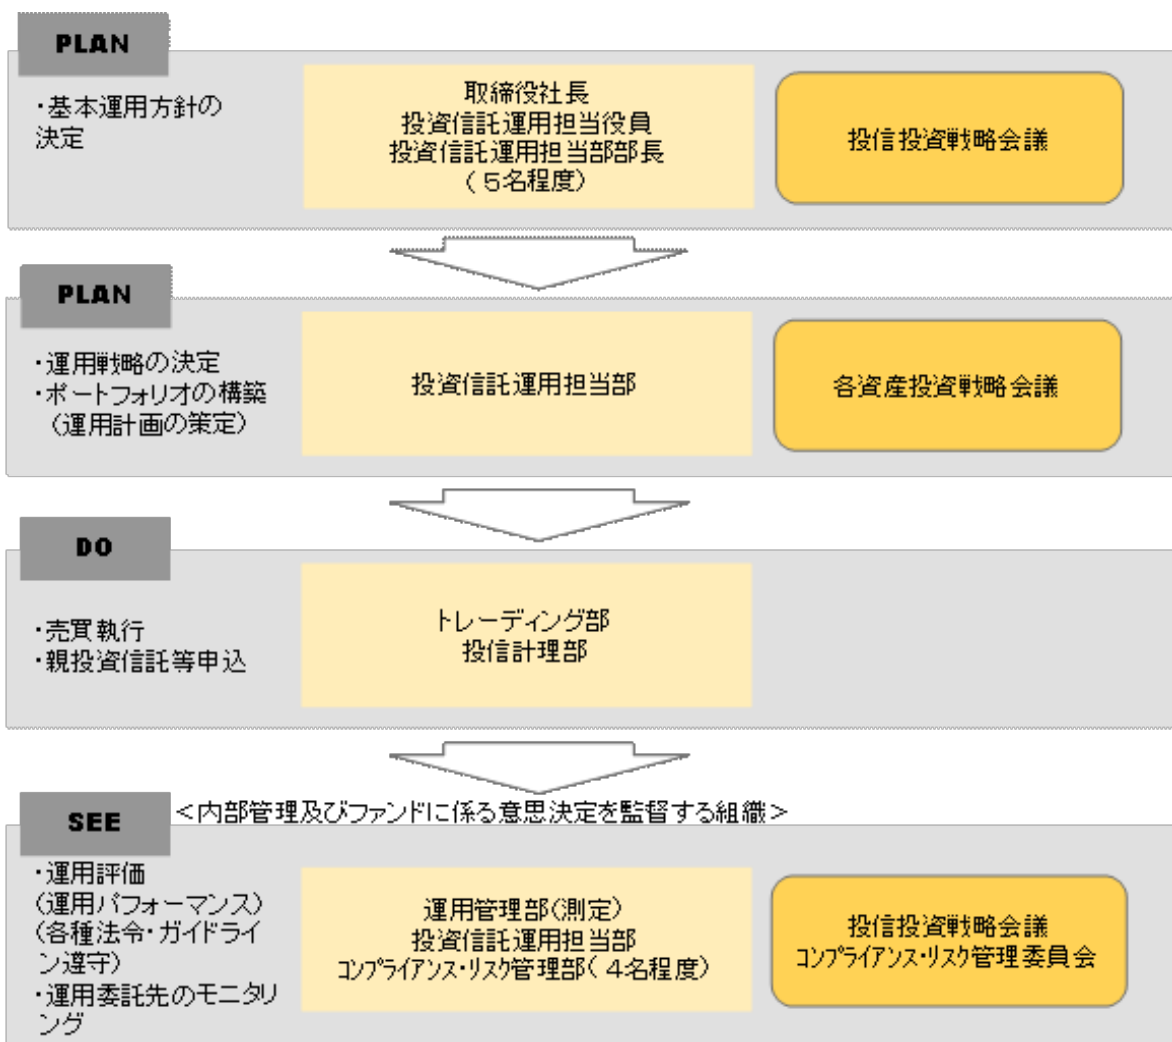 PLAN
・基本運用方針の
決定
取締役社長
投資信託運用担当役員
投資信託運用担当部部長
(5名程度)
投信投資戦略会議
PLAN
・運用戦略の決定
・ポートフォリオの構築
(運用計画の策定)
投資信託運用担当部
各資産投資戦略会議
DO
・売買執行
・親投資信託等申込
トレーディング部
投信計理部
SEE
<内部管理及びファンドに係る意思決定を監督する組織>
・運用評価
(運用パフォーマンス)
(各種法令・ガイドライ
ン遵守)
・運用委託先のモニタリ
ング
運用管理部(測定)
投資信託運用担当部
コンプライアンス・リスク管理部(4名程度)
投信投資戦略会議
コンプライアンス・リスク管理委員会